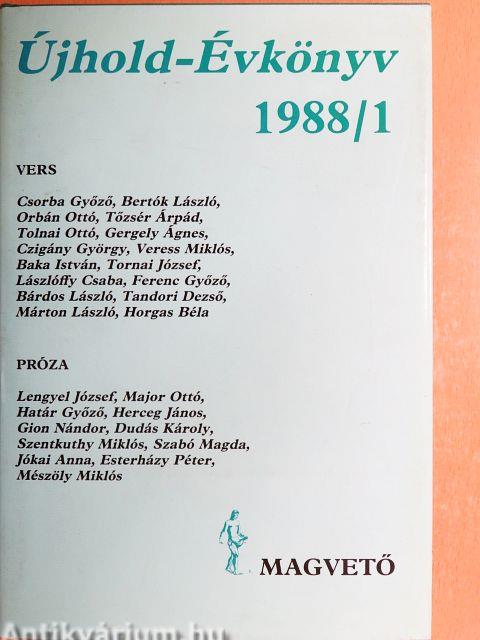 Újhold-Évkönyv
1988/1
VERS
Csorba Győző, Bertók László,
Orbán Ottó, Tőzsér Árpád,
Tolnai Ottó, Gergely Ágnes,
Czigány György, Veress Miklós,
Baka István, Tornai József,
Lászlóffy Csaba, Ferenc Győző,
Bárdos László, Tandori Dezső,
Márton László, Horgas Béla
PRÓZA
Lengyel József, Major Ottó,
Határ Győző, Herceg János,
Gion Nándor, Dudás Károly,
Szentkuthy Miklós, Szabó Magda,
Jókai Anna, Esterházy Péter,
Mészöly Miklós
MAGVETŐ
Antikvárium.hu